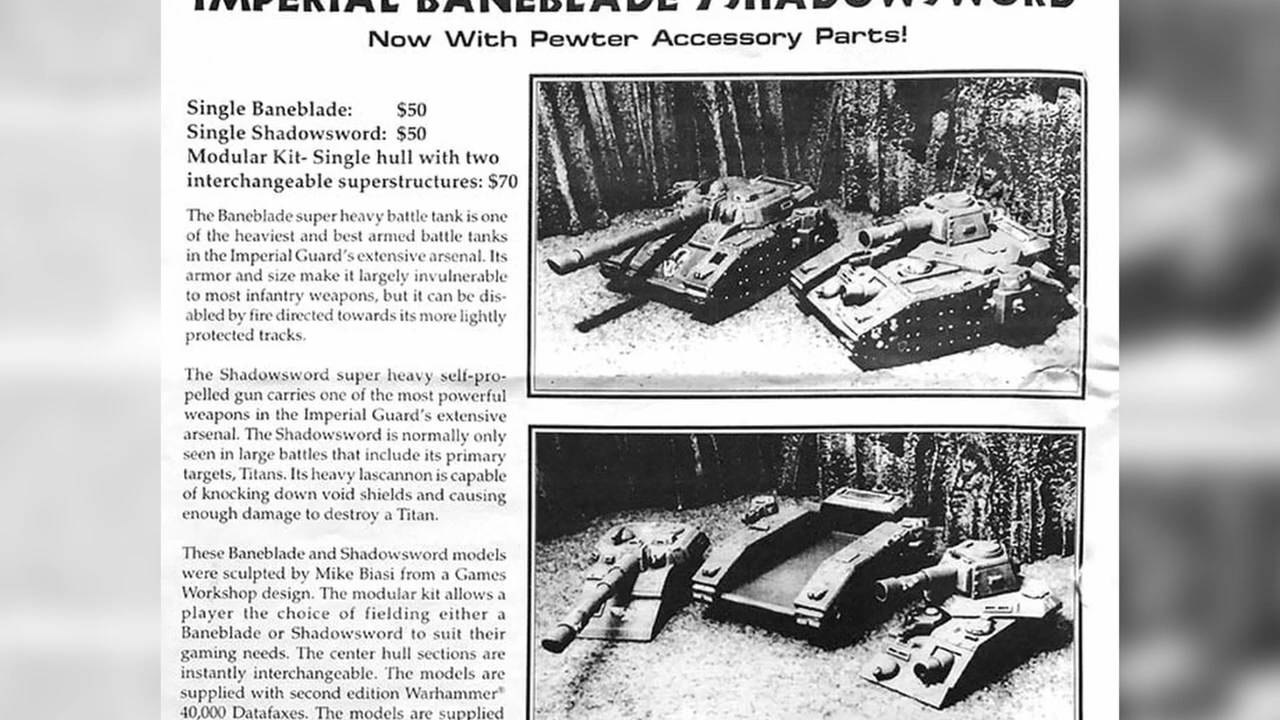 IMPERIAL BANEBLADE /SHADOWSWORD
Now With Pewter Accessory Parts!
Single Baneblade: $50
Single Shadowsword: $50
Modular Kit- Single hull with two
interchangeable superstructures: $70
The Baneblade super heavy battle tank is one
of the heaviest and best armed battle tanks
in the Imperial Guard's extensive arsenal. Its
armor and size make it largely invulnerable
to most infantry weapons, but it can be dis-
abled by fire directed towards its more lightly
protected tracks.
The Shadowsword super heavy self-pro-
pelled gun carries one of the most powerful
weapons in the Imperial Guard's extensive
arsenal. The Shadowsword is normally only
seen in large battles that include its primary
targets, Titans. Its heavy lascannon is capable
of knocking down void shields and causing
enough damage to destroy a Titan.
These Baneblade and Shadowsword models
were sculpted by Mike Biasi from a Games
Workshop design. The modular kit allows a
player the choice of fielding either a
Baneblade or Shadowsword to suit their
gaming needs. The center hull sections are
instantly interchangeable. The models are
supplied with second edition Warhammer®
40,000 Datafaxes. The models are supplied